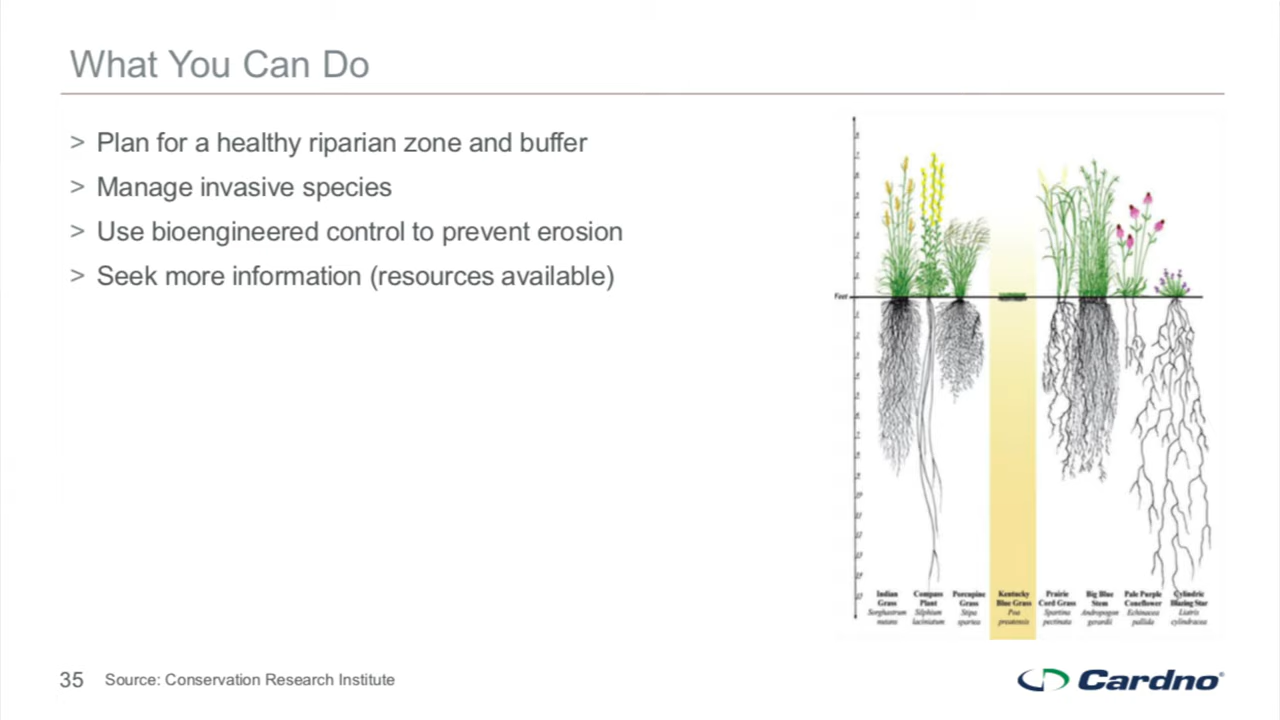 What You Can Do
> Plan for a healthy riparian zone and buffer
> Manage invasive species
> Use bioengineered control to prevent erosion
> Seek more information (resources available)
Feet
Indian Grass Sorghastrum nutans
Compass Plant Silphium laciniatum
Porcupine Grass Stipa spartea
Kentucky Blue Grass Poa pratensis
Prairie Cord Grass Spartina pectinata
Big Blue Stem Andropogon gerardii
Pale Purple Coneflower Echinacea pallida
Cylindric Blazing Star Liatris cylindracea
35
Source: Conservation Research Institute
Cardno®